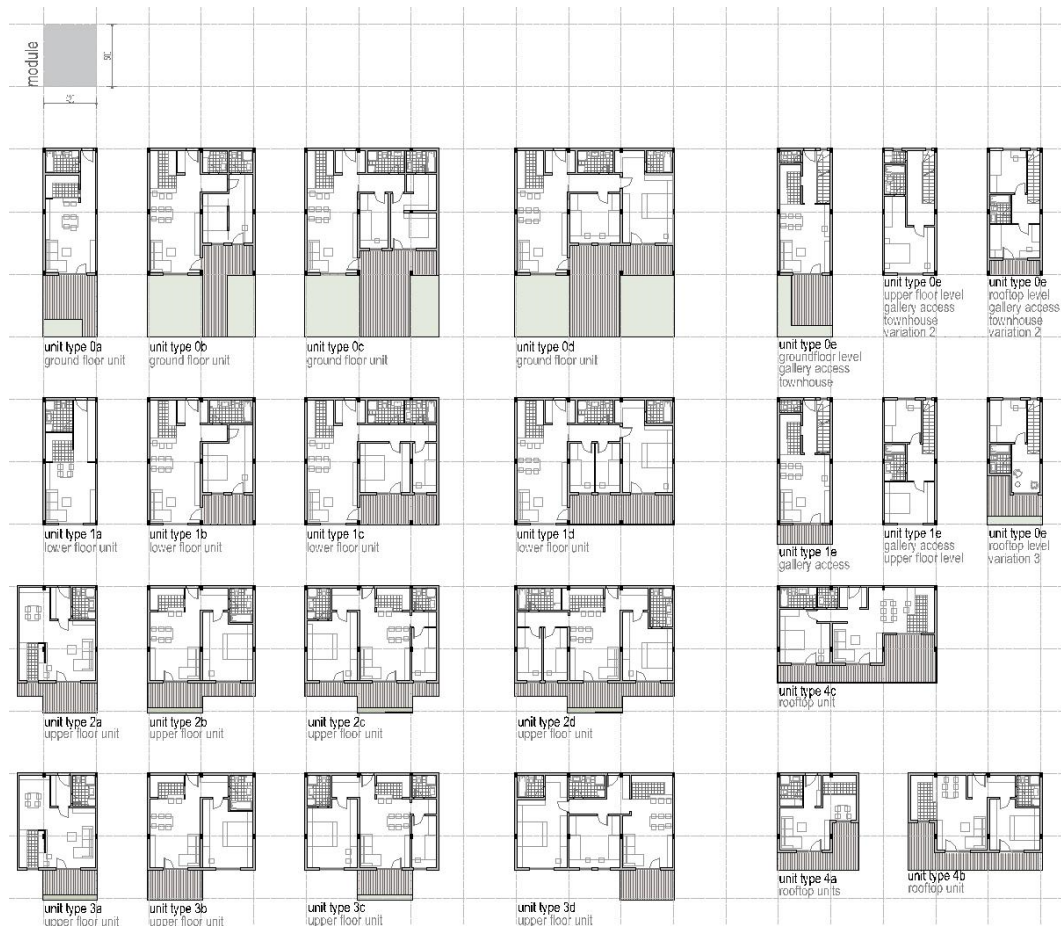 module
unit type 0a
ground floor unit
unit type 0b
ground floor unit
unit type 0c
ground floor unit
unit type 0d
ground floor unit
unit type 0e
groundfloor level
gallery access
townhouse
unit type 0e
upper floor level
gallery access
townhouse
variation 2
unit type 0e
rooftop level
gallery access
townhouse
variation 2
unit type 1a
lower floor unit
unit type 1b
lower floor unit
unit type 1c
lower floor unit
unit type 1d
lower floor unit
unit type 1e
gallery access
unit type 1e
gallery access
upper floor level
unit type 0e
rooftop level
variation 3
unit type 2a
upper floor unit
unit type 2b
upper floor unit
unit type 2c
upper floor unit
unit type 2d
upper floor unit
unit type 4c
rooftop unit
unit type 3a
upper floor unit
unit type 3b
upper floor unit
unit type 3c
upper floor unit
unit type 3d
upper floor unit
unit type 4a
rooftop units
unit type 4b
rooftop unit